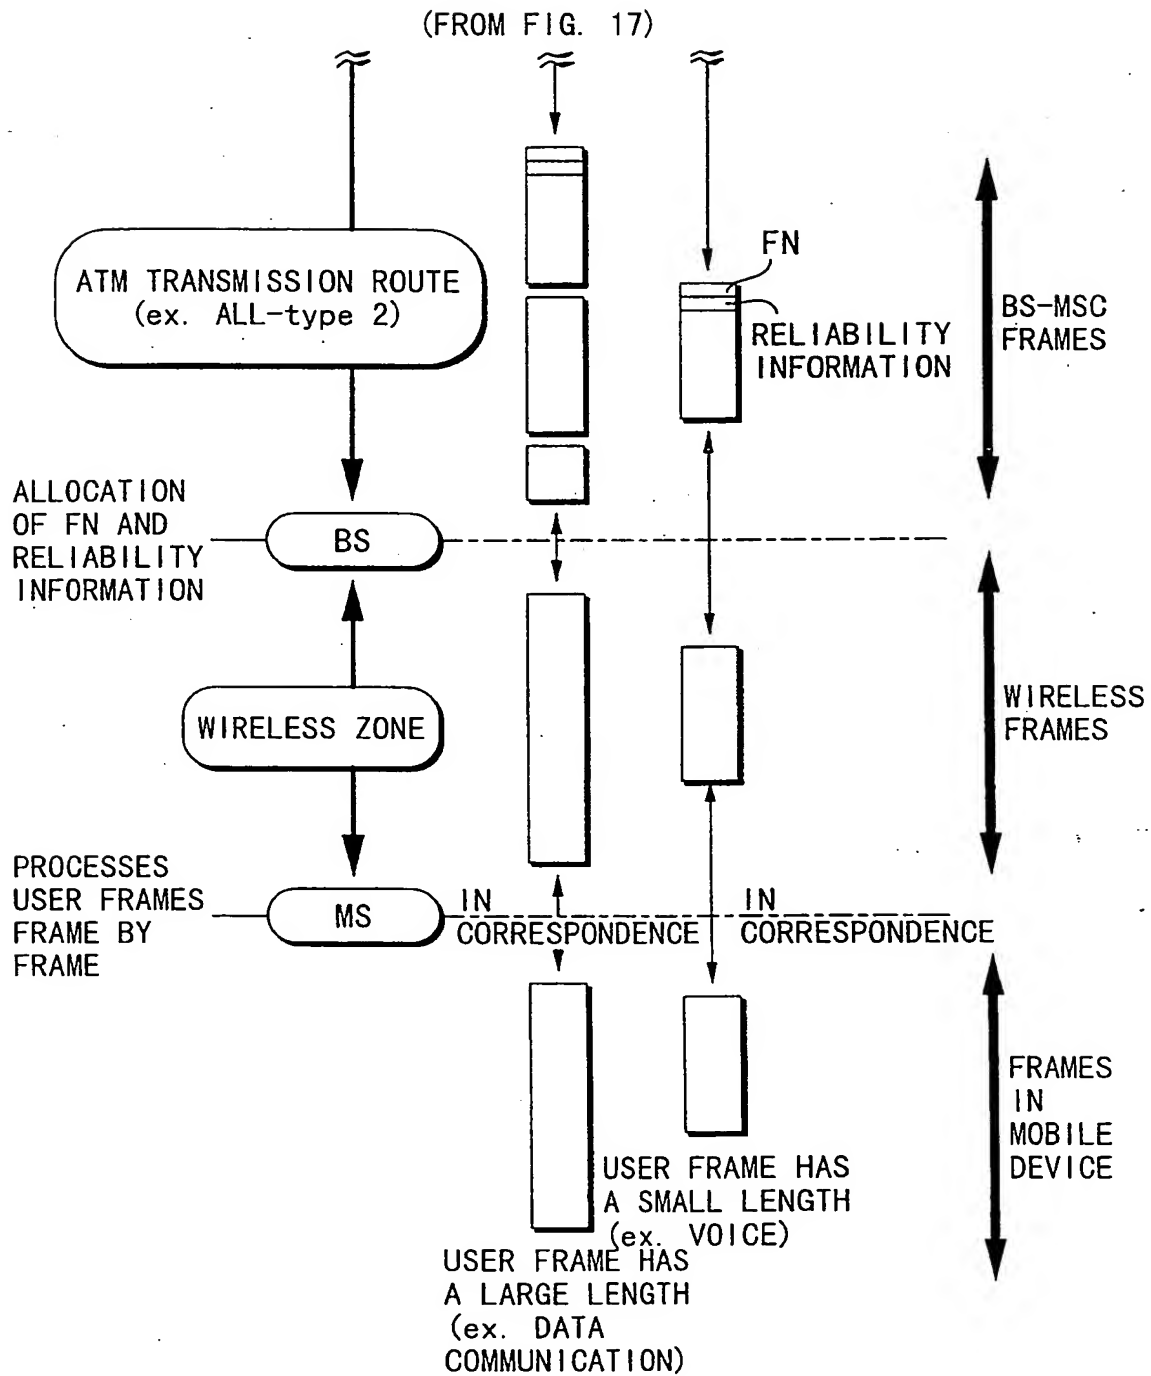 (FROM FIG. 17)
ATM TRANSMISSION ROUTE
(ex. ALL-type 2)
FN
RELIABILITY
INFORMATION
BS-MSC
FRAMES
ALLOCATION
OF FN AND
RELIABILITY
INFORMATION
BS
WIRELESS ZONE
WIRELESS
FRAMES
PROCESSES
USER FRAMES
FRAME BY
FRAME
MS
IN
CORRESPONDENCE
IN
CORRESPONDENCE
FRAMES
IN
MOBILE
DEVICE
USER FRAME HAS
A SMALL LENGTH
(ex. VOICE)
USER FRAME HAS
A LARGE LENGTH
(ex. DATA
COMMUNICATION)